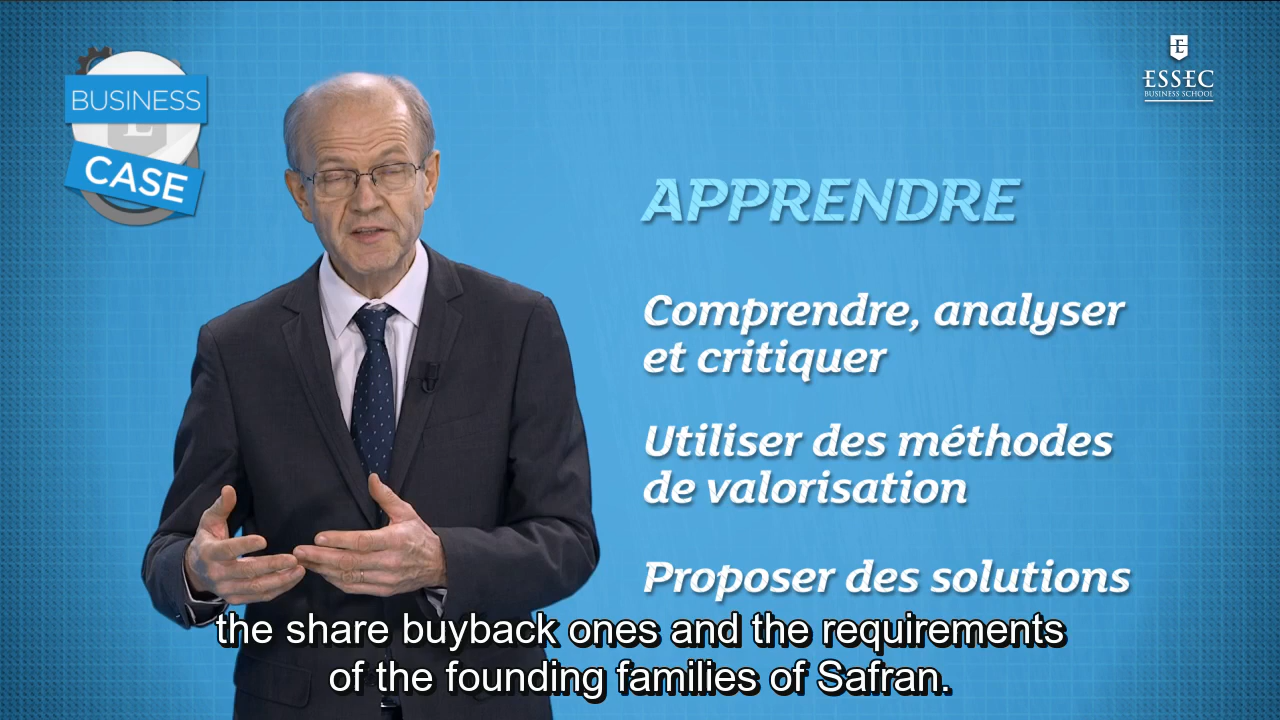 BUSINESS
CASE
E
ESSEC
BUSINESS SCHOOL
APPRENDRE
Comprendre, analyser
et critiquer
Utiliser des méthodes
de valorisation
Proposer des solutions
the share buyback ones and the requirements
of the founding families of Safran.